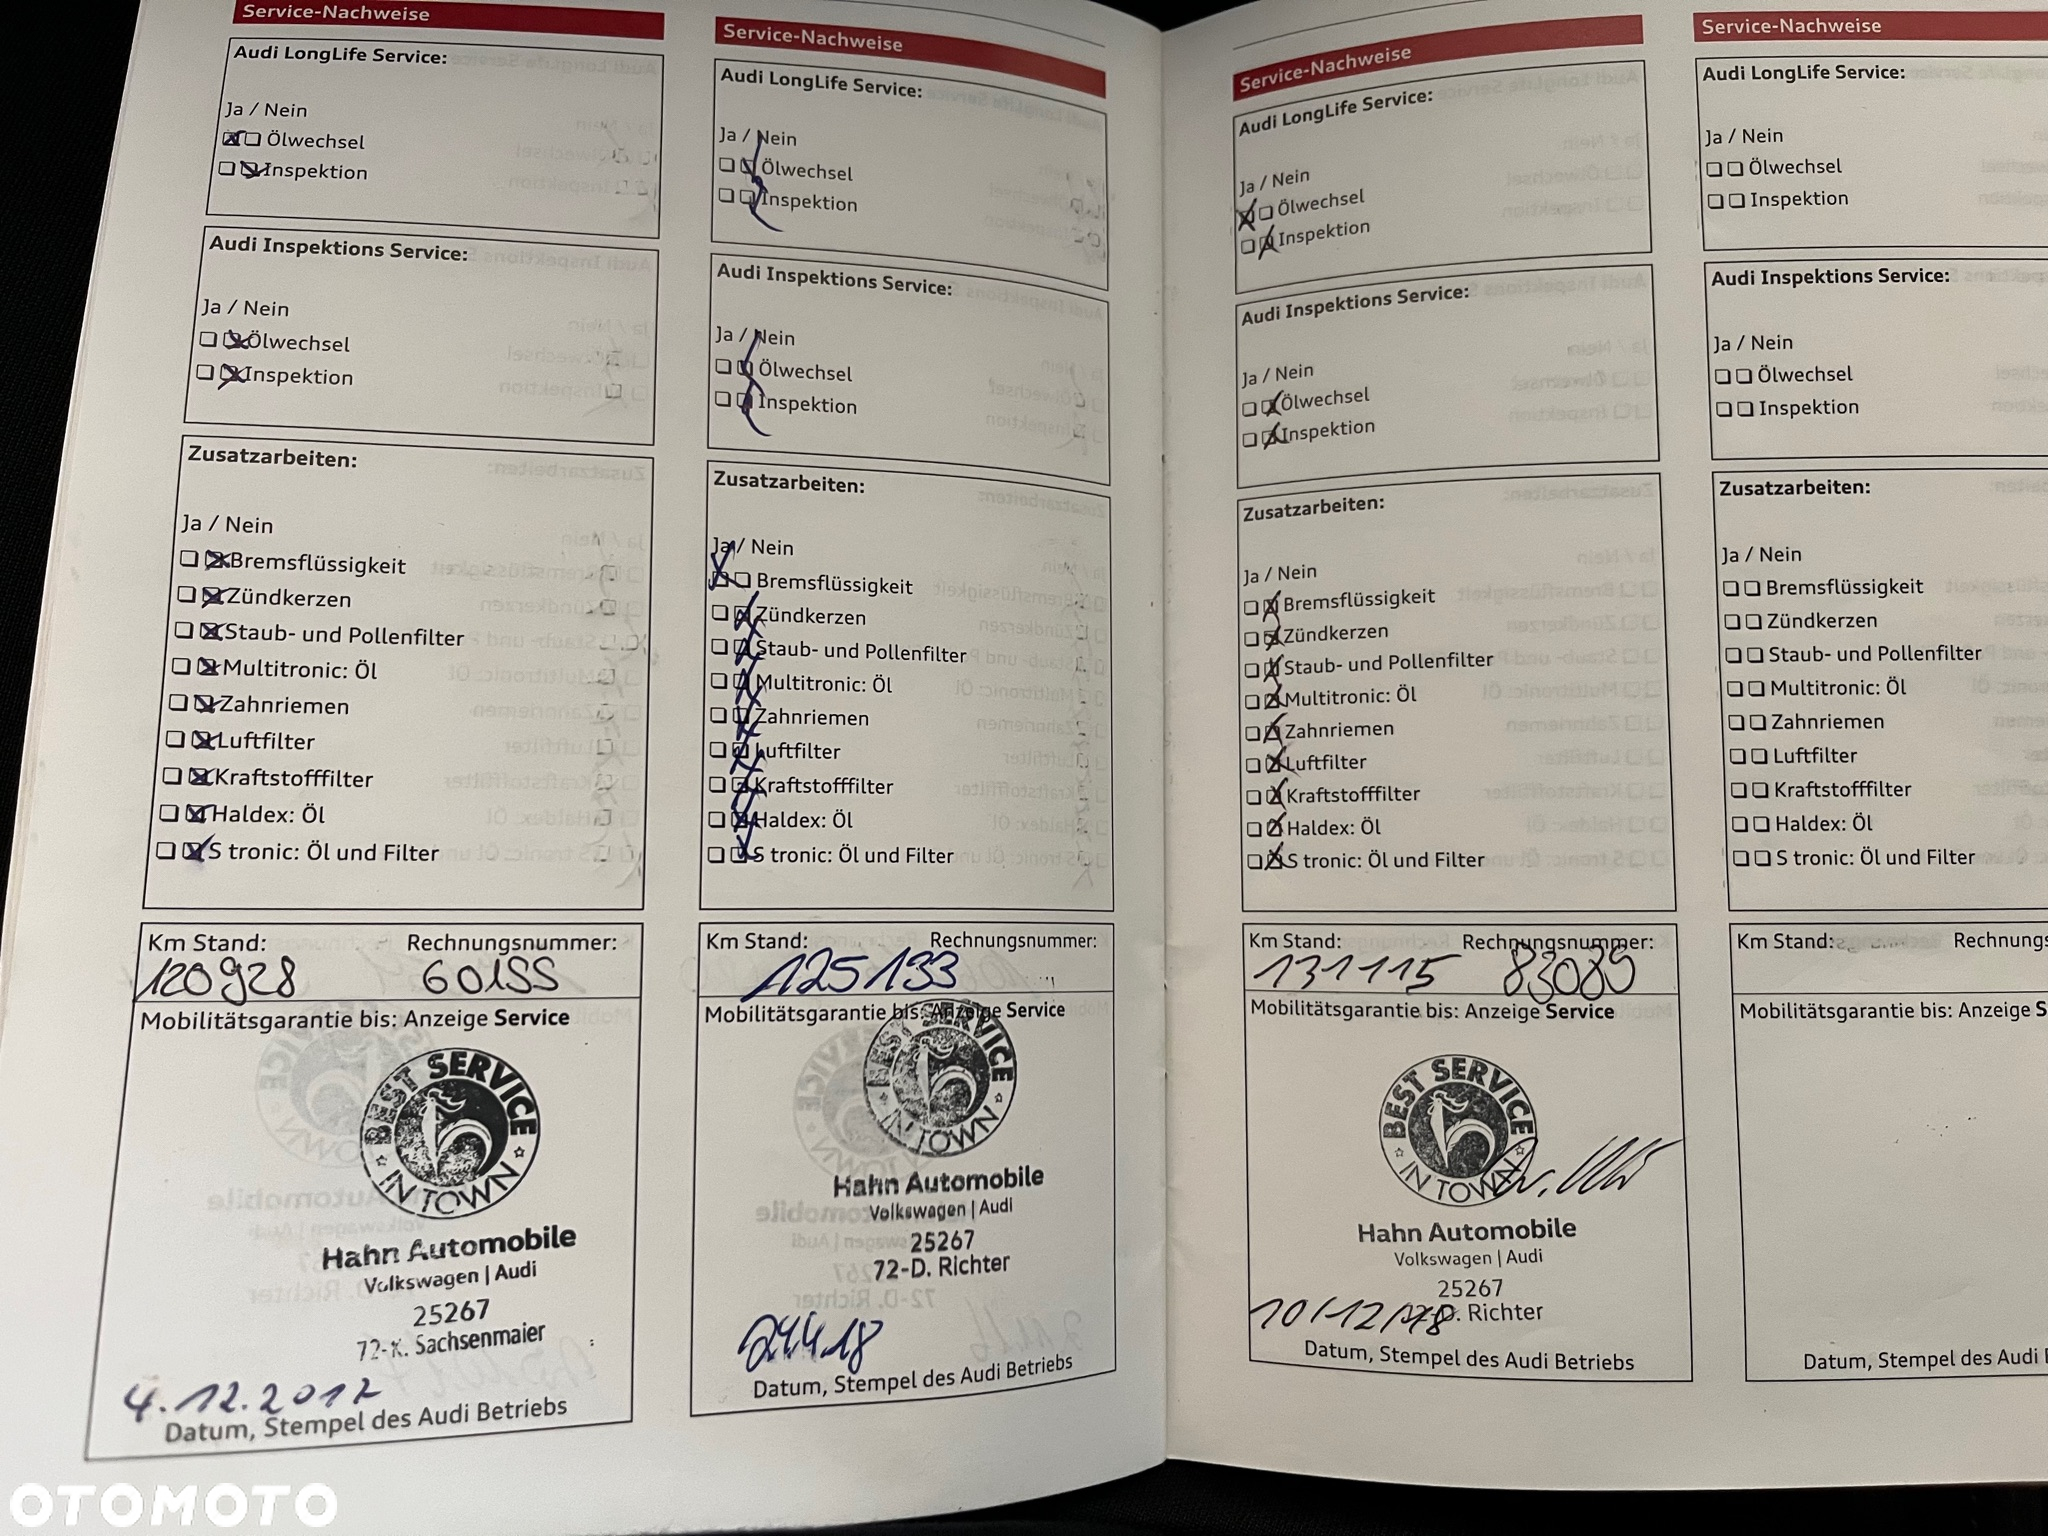 Service-Nachweise
Audi LongLife Service:
Ja / Nein
Ölwechsel
Inspektion
Audi Inspektions Service:
Ja / Nein
Ölwechsel
Inspektion
Zusatzarbeiten:
Ja / Nein
Bremsflüssigkeit
Zündkerzen
Staub- und Pollenfilter
Multitronic: Öl
Zahnriemen
Luftfilter
Kraftstofffilter
Haldex: Öl
S tronic: Öl und Filter
Km Stand: Rechnungsnummer:
120928 60155
Mobilitätsgarantie bis: Anzeige Service
BEST SERVICE
IN TOWN
Hahn Automobile
Volkswagen | Audi
25267
72-K. Sachsenmaier
4.12.2017
Datum, Stempel des Audi Betriebs
Service-Nachweise
Audi LongLife Service:
Ja / Nein
Ölwechsel
Inspektion
Audi Inspektions Service:
Ja / Nein
Ölwechsel
Inspektion
Zusatzarbeiten:
Ja / Nein
Bremsflüssigkeit
Zündkerzen
Staub- und Pollenfilter
Multitronic: Öl
Zahnriemen
Luftfilter
Kraftstofffilter
Haldex: Öl
S tronic: Öl und Filter
Km Stand: Rechnungsnummer:
125133
Mobilitätsgarantie bis: Anzeige Service
BEST SERVICE
IN TOWN
Hahn Automobile
Volkswagen | Audi
25267
72-D. Richter
24.4.18
Datum, Stempel des Audi Betriebs
Service-Nachweise
Audi LongLife Service:
Ja / Nein
Ölwechsel
Inspektion
Audi Inspektions Service:
Ja / Nein
Ölwechsel
Inspektion
Zusatzarbeiten:
Ja / Nein
Bremsflüssigkeit
Zündkerzen
Staub- und Pollenfilter
Multitronic: Öl
Zahnriemen
Luftfilter
Kraftstofffilter
Haldex: Öl
S tronic: Öl und Filter
Km Stand: Rechnungsnummer:
131115 83085
Mobilitätsgarantie bis: Anzeige Service
BEST SERVICE
IN TOWN
Hahn Automobile
Volkswagen | Audi
25267
72-D. Richter
10/12/18
Datum, Stempel des Audi Betriebs
Service-Nachweise
Audi LongLife Service:
Ja / Nein
Ölwechsel
Inspektion
Audi Inspektions Service:
Ja / Nein
Ölwechsel
Inspektion
Zusatzarbeiten:
Ja / Nein
Bremsflüssigkeit
Zündkerzen
Staub- und Pollenfilter
Multitronic: Öl
Zahnriemen
Luftfilter
Kraftstofffilter
Haldex: Öl
S tronic: Öl und Filter
Km Stand: Rechnungs
Mobilitätsgarantie bis: Anzeige S
Datum, Stempel des Audi
OTOMOTO